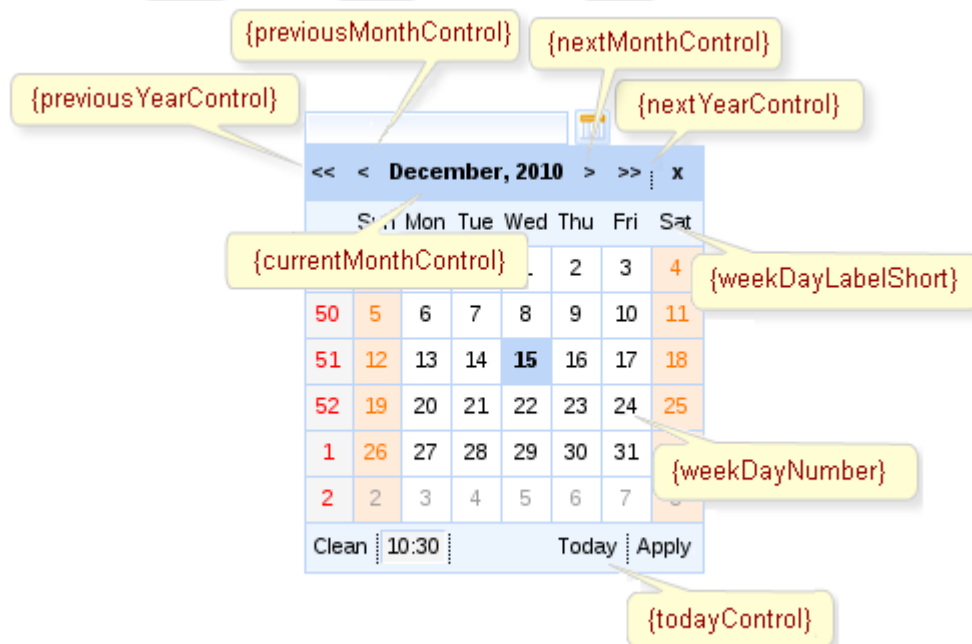 {previousMonthControl}
{nextMonthControl}
{previousYearControl}
{nextYearControl}
<< < December, 2010 > >> x
Mon Tue Wed Thu Fri Sat
{currentMonthControl}
2 3 4
{weekDayLabelShort}
50 5 6 7 8 9 10 11
51 12 13 14 15 16 17 18
52 19 20 21 22 23 24 25
1 26 27 28 29 30 31
{weekDayNumber}
2 2 3 4 5 6 7
Clean 10:30 Today Apply
{todayControl}